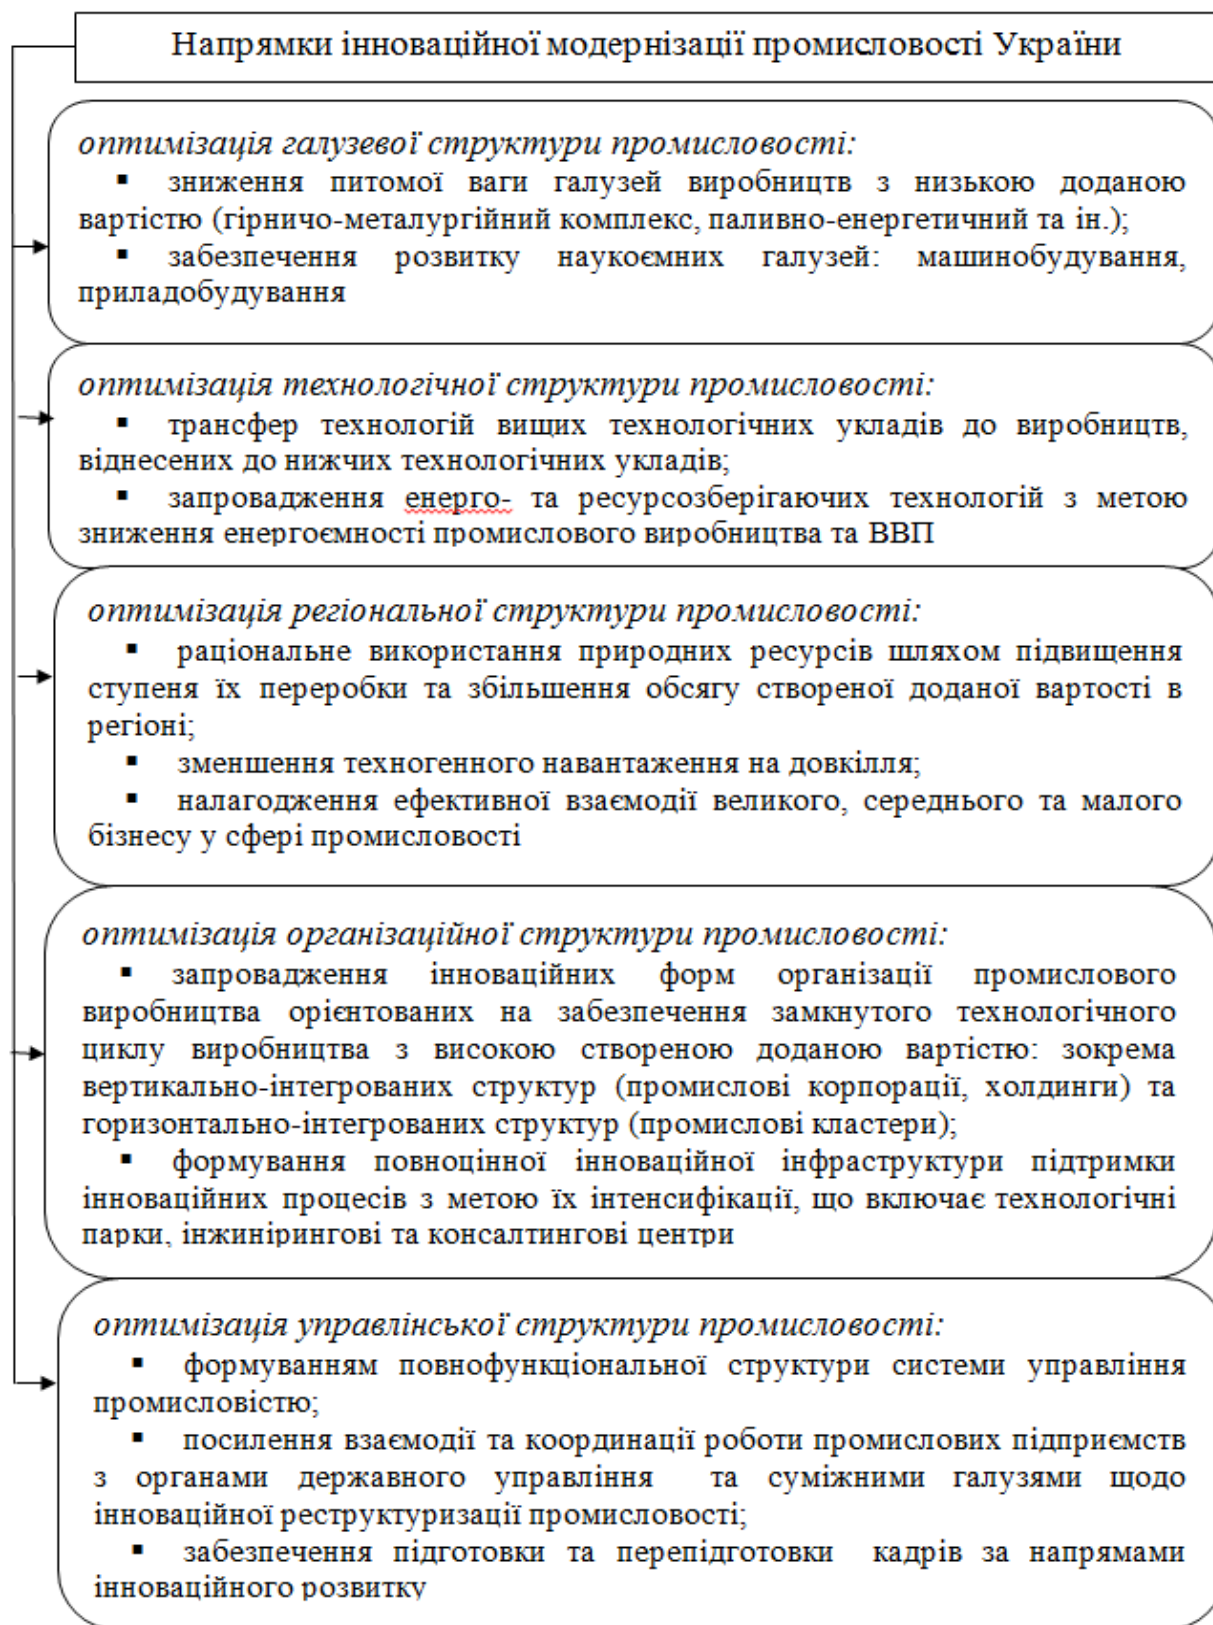 Напрямки інноваційної модернізації промисловості України
оптимізація галузевої структури промисловості:
▪ зниження питомої ваги галузей виробництв з низькою доданою
вартістю (гірничо-металургійний комплекс, паливно-енергетичний та ін.);
▪ забезпечення розвитку наукоємних галузей: машинобудування,
приладобудування
оптимізація технологічної структури промисловості:
▪ трансфер технологій вищих технологічних укладів до виробництв,
віднесених до нижчих технологічних укладів;
▪ запровадження енерго- та ресурсозберігаючих технологій з метою
зниження енергоємності промислового виробництва та ВВП
оптимізація регіональної структури промисловості:
▪ раціональне використання природних ресурсів шляхом підвищення
ступеня їх переробки та збільшення обсягу створеної доданої вартості в
регіоні;
▪ зменшення техногенного навантаження на довкілля;
▪ налагодження ефективної взаємодії великого, середнього та малого
бізнесу у сфері промисловості
оптимізація організаційної структури промисловості:
▪ запровадження інноваційних форм організації промислового
виробництва орієнтованих на забезпечення замкнутого технологічного
циклу виробництва з високою створеною доданою вартістю: зокрема
вертикально-інтегрованих структур (промислові корпорації, холдинги) та
горизонтально-інтегрованих структур (промислові кластери);
▪ формування повноцінної інноваційної інфраструктури підтримки
інноваційних процесів з метою їх інтенсифікації, що включає технологічні
парки, інжинірингові та консалтингові центри
оптимізація управлінської структури промисловості:
▪ формуванням повнофункціональної структури системи управління
промисловістю;
▪ посилення взаємодії та координації роботи промислових підприємств
з органами державного управління та суміжними галузями щодо
інноваційної реструктуризації промисловості;
▪ забезпечення підготовки та перепідготовки кадрів за напрямами
інноваційного розвитку